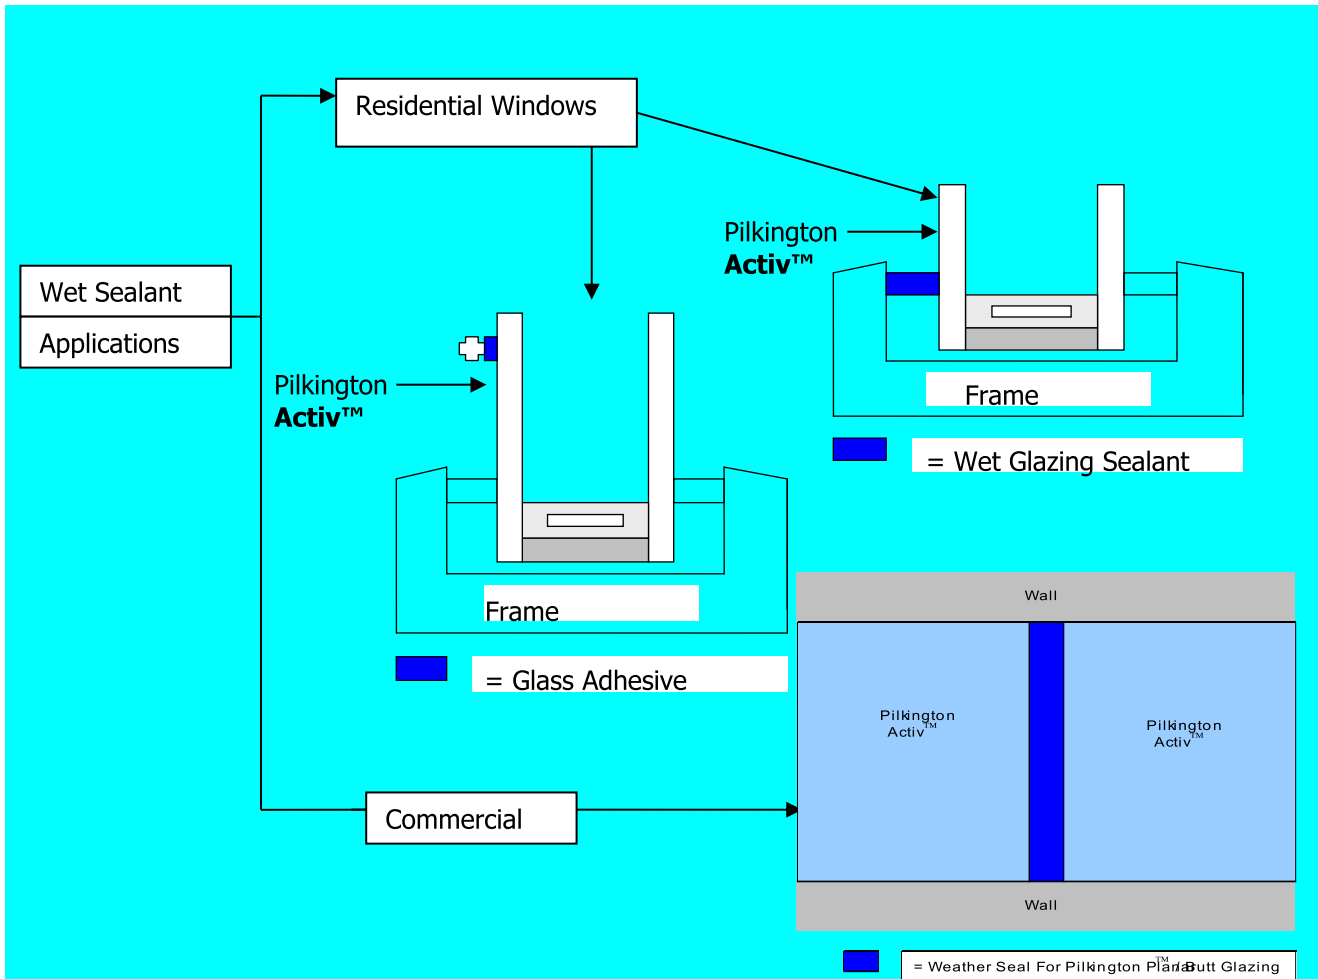 Residential Windows
Pilkington
Activ™
Wet Sealant
Applications
Pilkington
Activ™
Frame
= Wet Glazing Sealant
Frame
= Glass Adhesive
Wall
Pilkington
Activ™
Pilkington
Activ™
Commercial
Wall
= Weather Seal For Pilkington Planar™/Butt Glazing